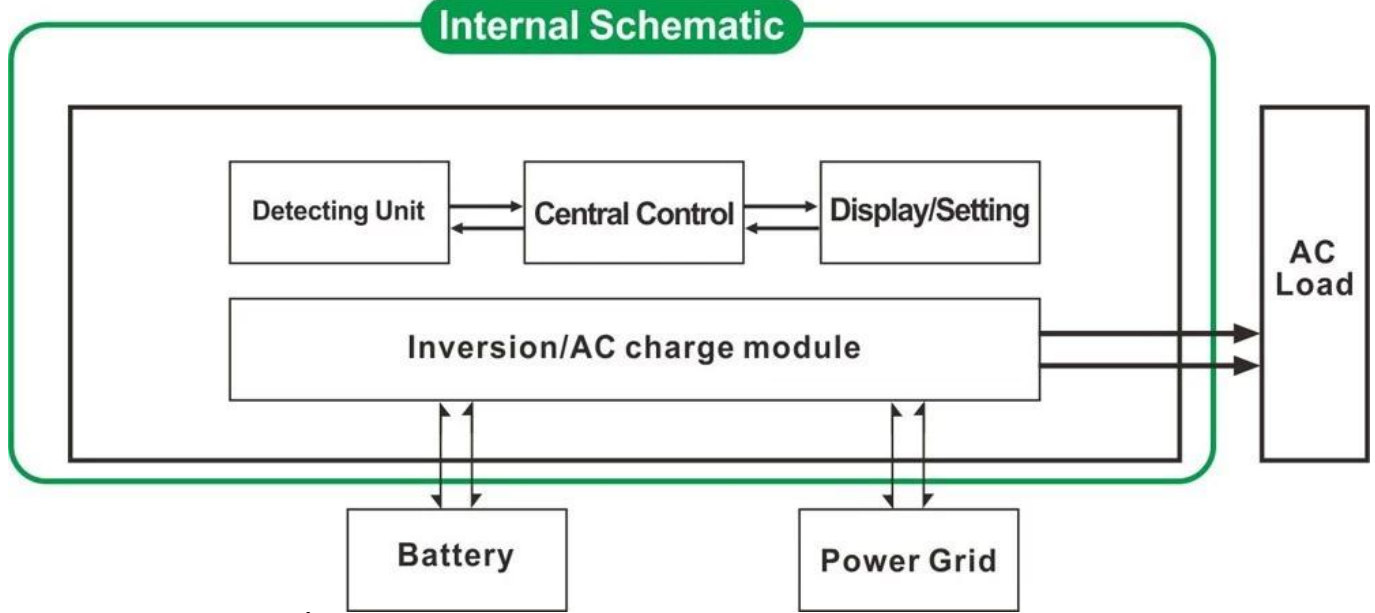 Internal Schematic
Detecting Unit
Central Control
Display/Setting
AC
Load
Inversion/AC charge module
Battery
Power Grid